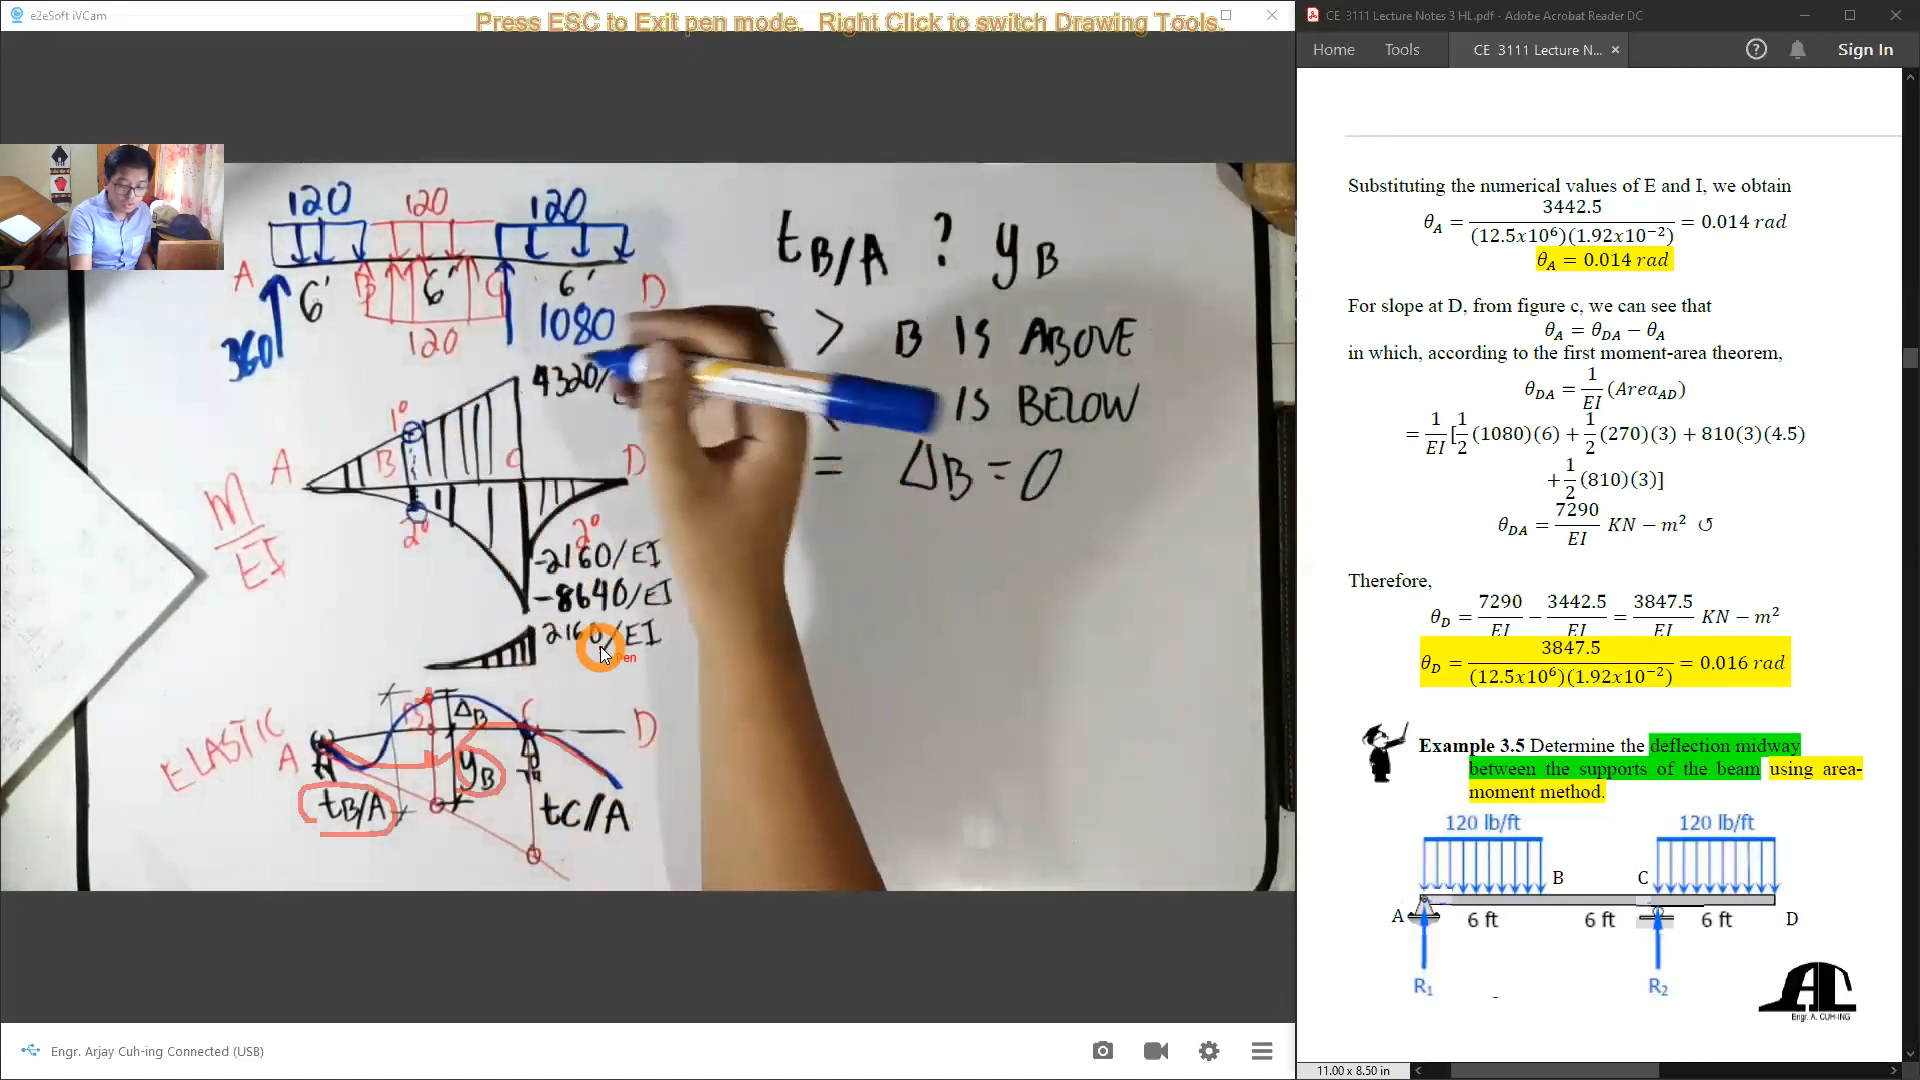 e2eSoft iVCam
Press ESC to Exit pen mode. Right Click to switch Drawing Tools.
120 120 120
A 6' B 6' C 6' D
360 120 1080
4320/
1°
A B C D
M/EI
2° 2°
-2160/EI
-8640/EI
2160/EI
Pen
ELASTIC
A B ΔB C D
yB
tB/A tC/A
tB/A ? yB
> B IS ABOVE
IS BELOW
= ΔB = 0
Engr. Arjay Cuh-ing Connected (USB)
CE 3111 Lecture Notes 3 HL.pdf - Adobe Acrobat Reader DC
Home Tools CE 3111 Lecture N... × Sign In
Substituting the numerical values of E and I, we obtain
θA = 3442.5/(12.5x10⁶)(1.92x10⁻²) = 0.014 rad
θA = 0.014 rad
For slope at D, from figure c, we can see that
θA = θDA − θA
in which, according to the first moment-area theorem,
θDA = 1/EI (AreaAD)
= 1/EI [1/2 (1080)(6) + 1/2 (270)(3) + 810(3)(4.5)
+ 1/2 (810)(3)]
θDA = 7290/EI KN − m² ↺
Therefore,
θD = 7290/EI − 3442.5/EI = 3847.5/EI KN − m²
θD = 3847.5/(12.5x10⁶)(1.92x10⁻²) = 0.016 rad
Example 3.5 Determine the deflection midway
between the supports of the beam using area-
moment method.
120 lb/ft 120 lb/ft
B C
A 6 ft 6 ft 6 ft D
R1 R2
Engr. A. CUH-ING
11.00 x 8.50 in